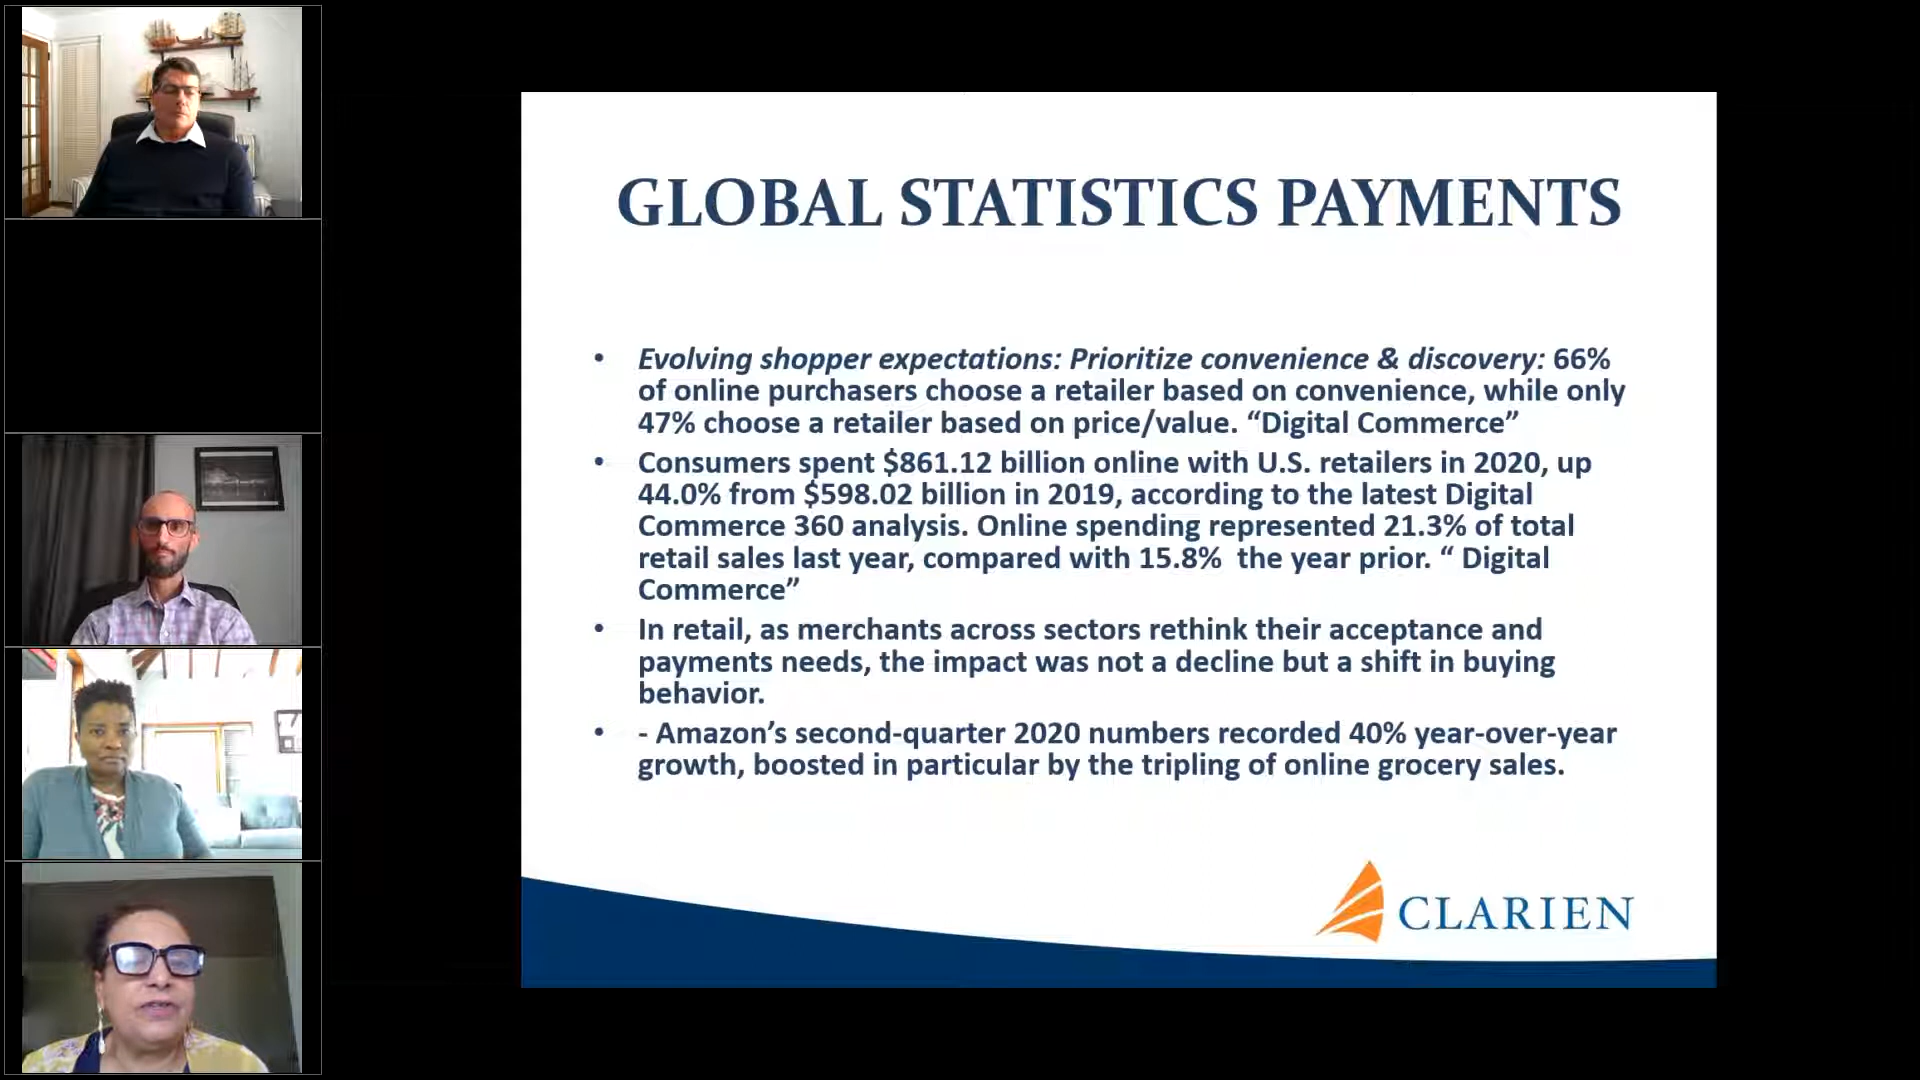 GLOBAL STATISTICS PAYMENTS
• Evolving shopper expectations: Prioritize convenience & discovery: 66%
of online purchasers choose a retailer based on convenience, while only
47% choose a retailer based on price/value. “Digital Commerce”
• Consumers spent $861.12 billion online with U.S. retailers in 2020, up
44.0% from $598.02 billion in 2019, according to the latest Digital
Commerce 360 analysis. Online spending represented 21.3% of total
retail sales last year, compared with 15.8%  the year prior. “ Digital
Commerce”
• In retail, as merchants across sectors rethink their acceptance and
payments needs, the impact was not a decline but a shift in buying
behavior.
• - Amazon’s second-quarter 2020 numbers recorded 40% year-over-year
growth, boosted in particular by the tripling of online grocery sales.
CLARIEN